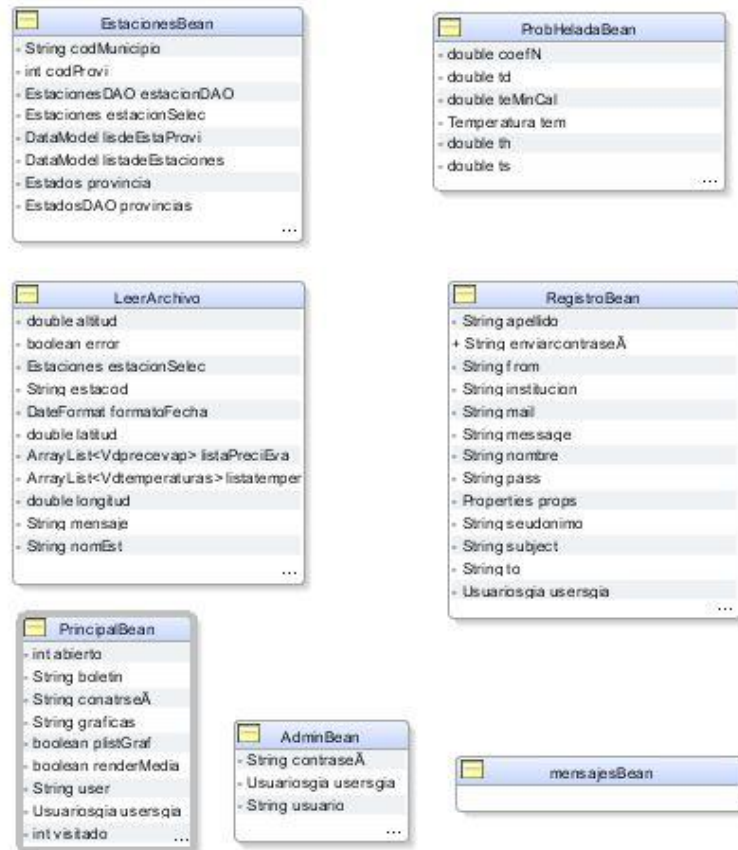 EstacionesBean
- String codMunicipio
- int codProvi
- EstacionesDAO estacionDAO
- Estaciones estacionSelec
- DataModel lisdeEstaProvi
- DataModel listadeEstaciones
- Estados provincia
- EstadosDAO provincias
...
ProbHeladaBean
- double coefN
- double td
- double teMinCal
- Temperatura tem
- double th
- double ts
...
LeerArchivo
- double altitud
- boolean error
- Estaciones estacionSelec
- String estacod
- DateFormat formatoFecha
- double latitud
- ArrayList<Vdprecevap> listaPreciEva
- ArrayList<Vdtemperaturas> listatemper
- double longitud
- String mensaje
- String nomEst
...
RegistroBean
- String apellido
+ String enviarcontraseÃ
- String from
- String institucion
- String mail
- String message
- String nombre
- String pass
- Properties props
- String seudonimo
- String subject
- String to
- Usuariosgia usersgia
...
PrincipalBean
- int abierto
- String boletin
- String conatrseÃ
- String graficas
- boolean plistGraf
- boolean renderMedia
- String user
- Usuariosgia usersgia
- int visitado
...
AdminBean
- String contraseÃ
- Usuariosgia usersgia
- String usuario
...
mensajesBean